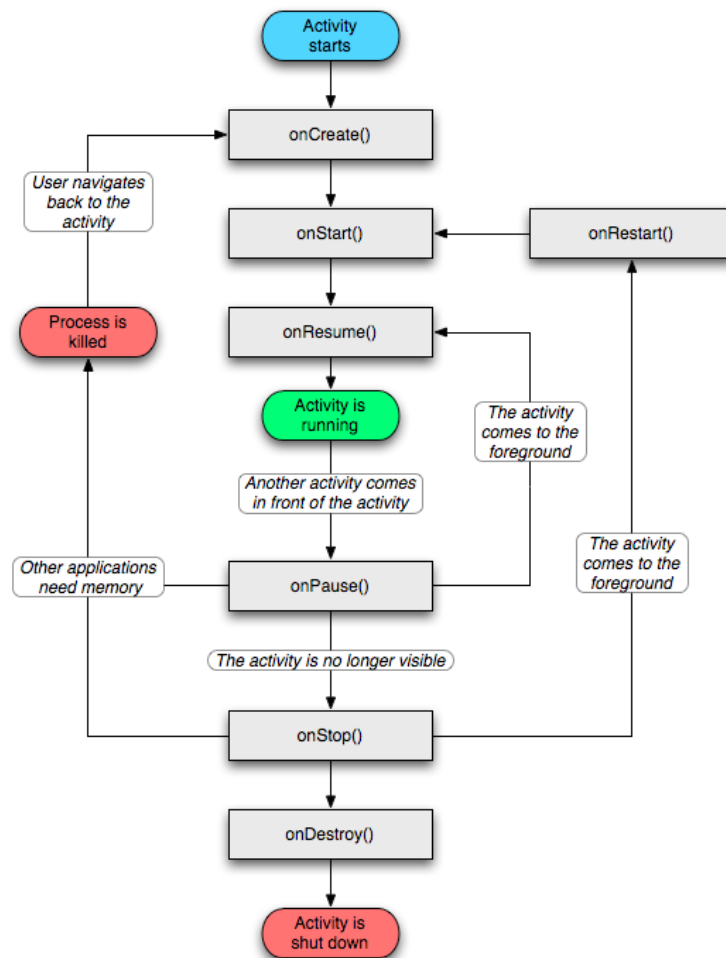 Activity
starts
onCreate()
User navigates
back to the
activity
onStart()
onRestart()
Process is
killed
onResume()
Activity is
running
The activity
comes to the
foreground
Another activity comes
in front of the activity
The activity
comes to the
foreground
Other applications
need memory
onPause()
The activity is no longer visible
onStop()
onDestroy()
Activity is
shut down